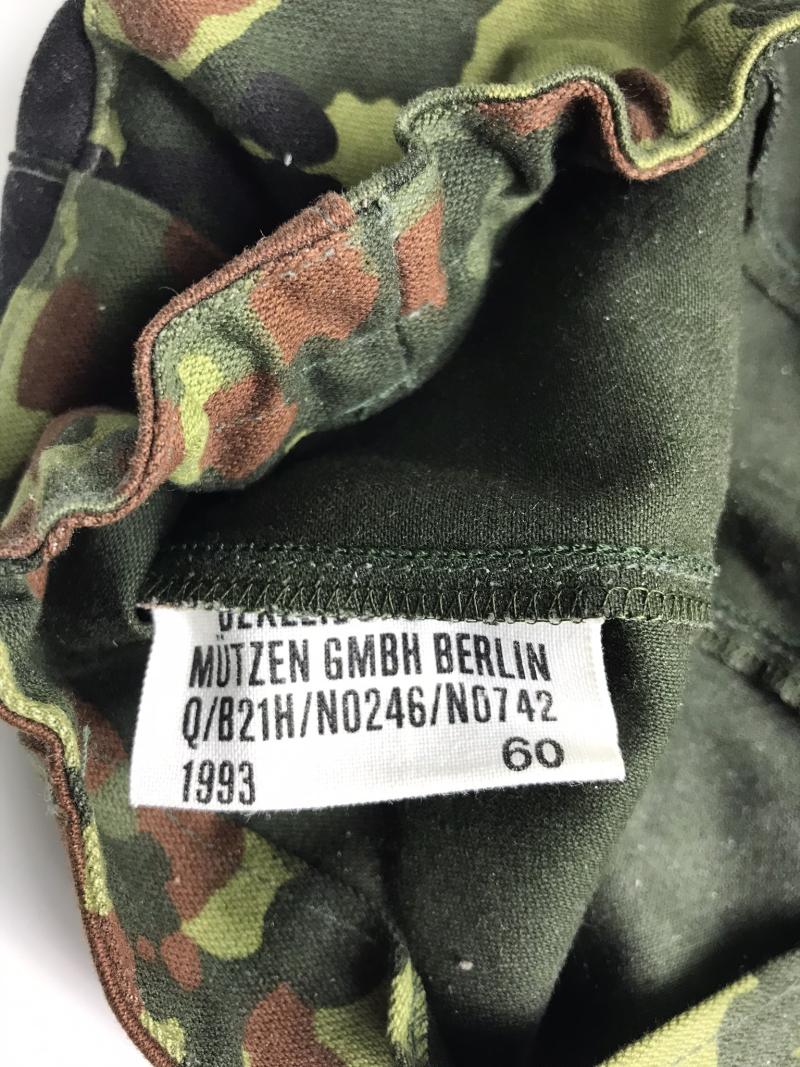 MÜTZEN GMBH BERLIN
Q/B21H/N0246/N0742
60
1993